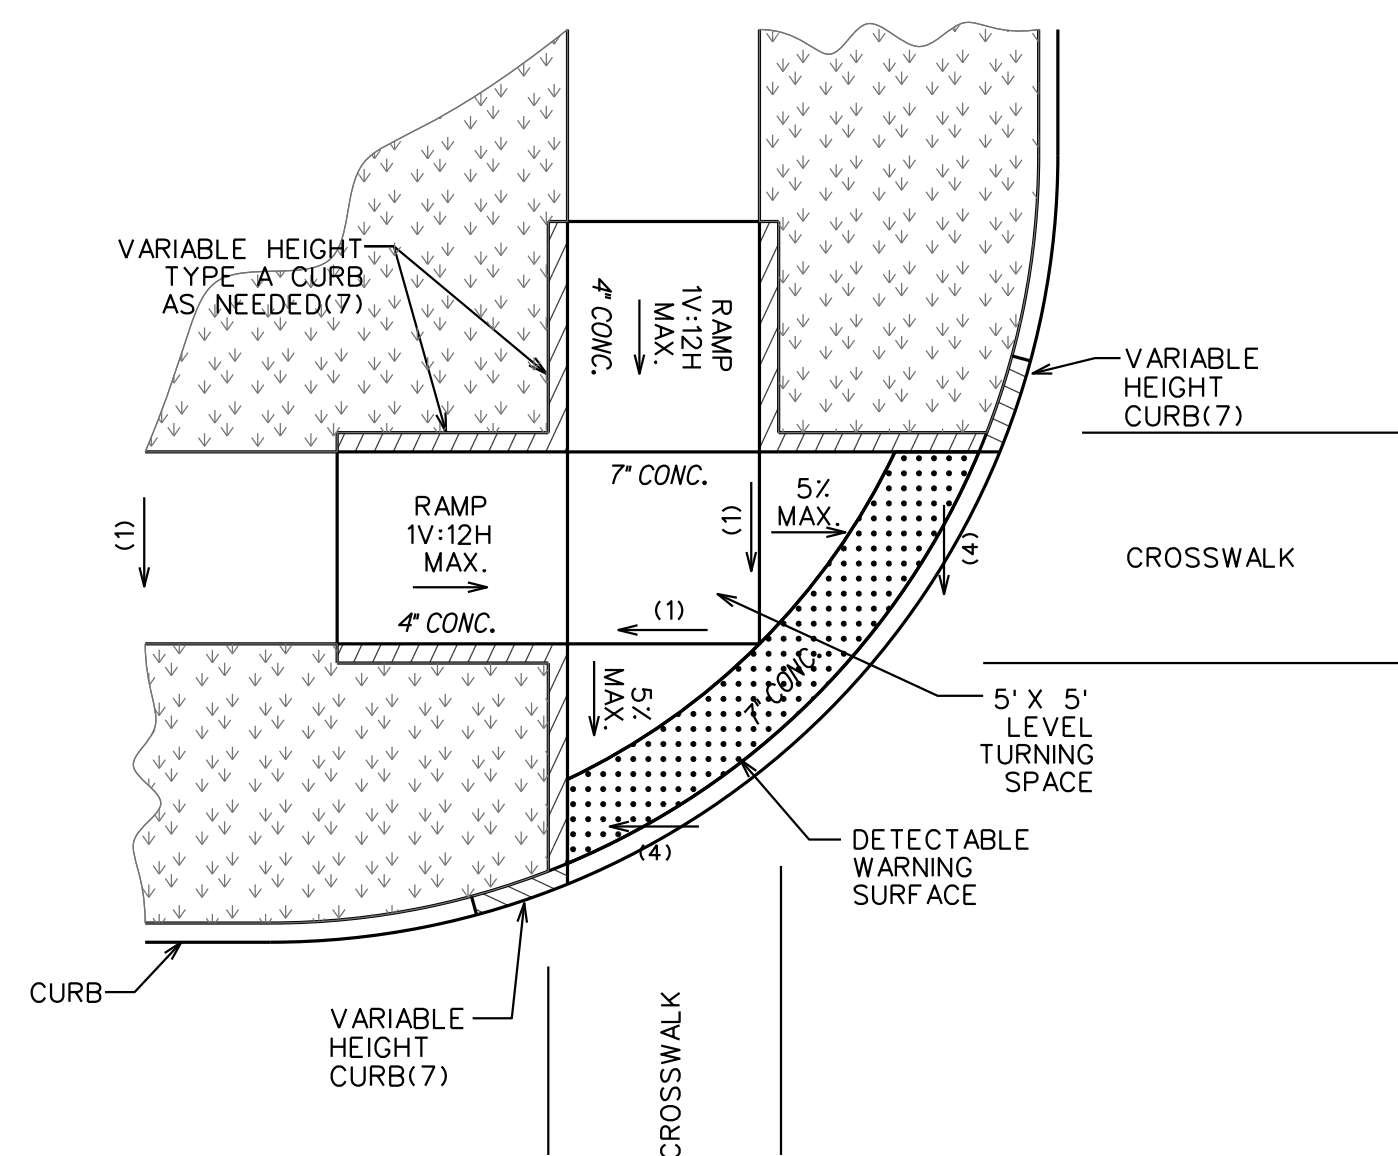 VARIABLE HEIGHT
TYPE A CURB
AS NEEDED(7)
4" CONC.
RAMP
1V:12H
MAX.
VARIABLE
HEIGHT
CURB(7)
7" CONC.
5%
MAX.
(1)
RAMP
1V:12H
MAX.
4" CONC.
(1)
(1)
(4)
CROSSWALK
5%
MAX.
7" CONC.
5' X 5'
LEVEL
TURNING
SPACE
(4)
DETECTABLE
WARNING
SURFACE
CURB
VARIABLE
HEIGHT
CURB(7)
CROSSWALK